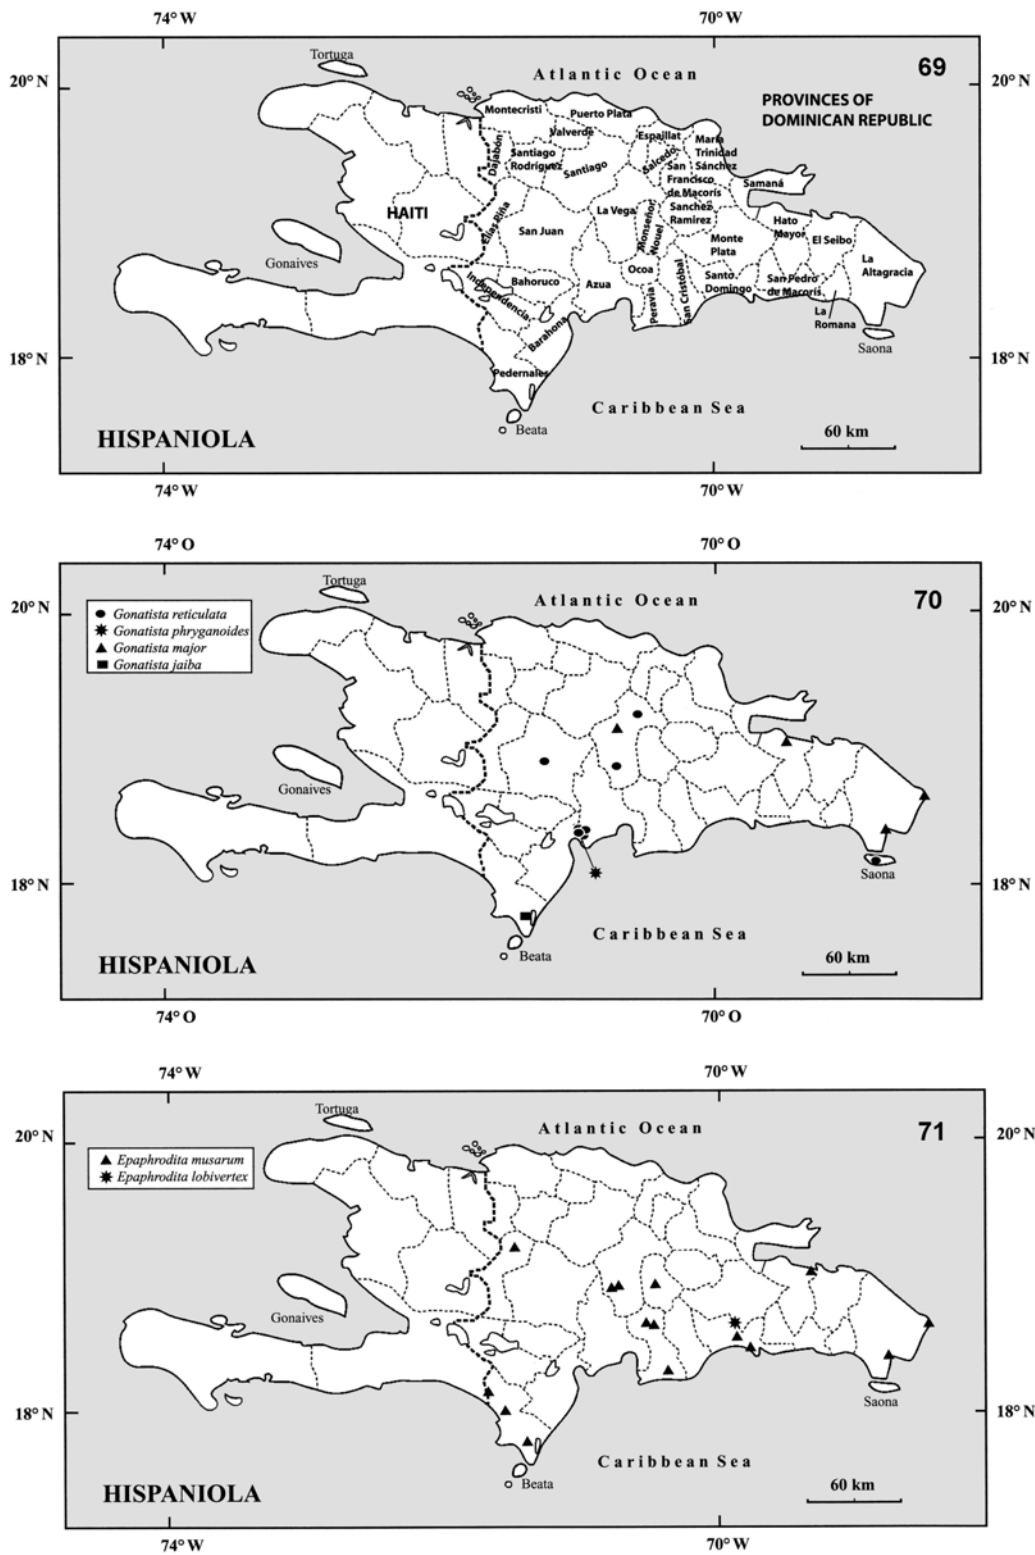 74° W 70° W
Tortuga
Atlantic Ocean
69
20° N 20° N
PROVINCES OF
DOMINICAN REPUBLIC
Montecristi
Puerto Plata
Valverde
Espaillat
María
Trinidad
Sánchez
Dajabón
Santiago
Rodríguez
Santiago
Salcedo
San
Francisco
de Macorís
Samaná
HAITI
Elías Piña
San Juan
La Vega
Monseñor
Nouel
Sanchez
Ramirez
Hato
Mayor
El Seibo
Monte
Plata
La
Altagracia
Gonaives
Independencia
Bahoruco
Azua
Ocoa
Peravia
San Cristóbal
Santo
Domingo
San Pedro
de Macorís
La
Romana
Barahona
Saona
18° N 18° N
Pedernales
Caribbean Sea
Beata
HISPANIOLA
60 km
74° W 70° W
74° O 70° O
Tortuga
Atlantic Ocean
70
20° N 20° N
Gonatista reticulata
Gonatista phryganoides
Gonatista major
Gonatista jaiba
Gonaives
Saona
18° N 18° N
Caribbean Sea
Beata
HISPANIOLA
60 km
74° O 70° O
74° W 70° W
Tortuga
Atlantic Ocean
71
20° N 20° N
Epaphrodita musarum
Epaphrodita lobivertex
Gonaives
Saona
18° N 18° N
Caribbean Sea
Beata
HISPANIOLA
60 km
74° W 70° W